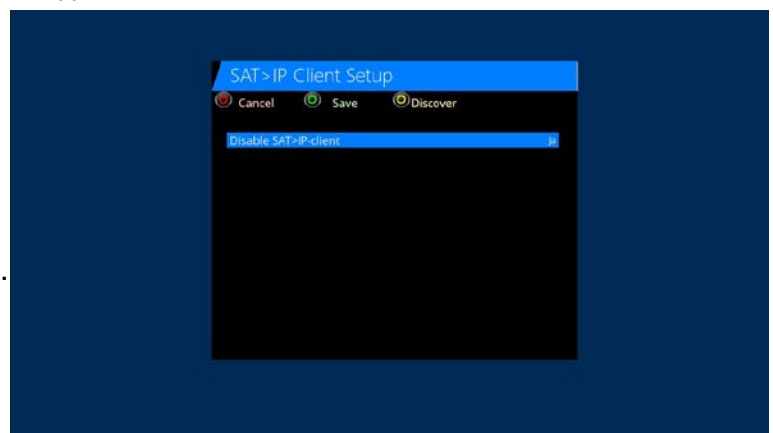 SAT>IP Client Setup
Cancel Save Discover
Disable SAT>IP-client Ja
.